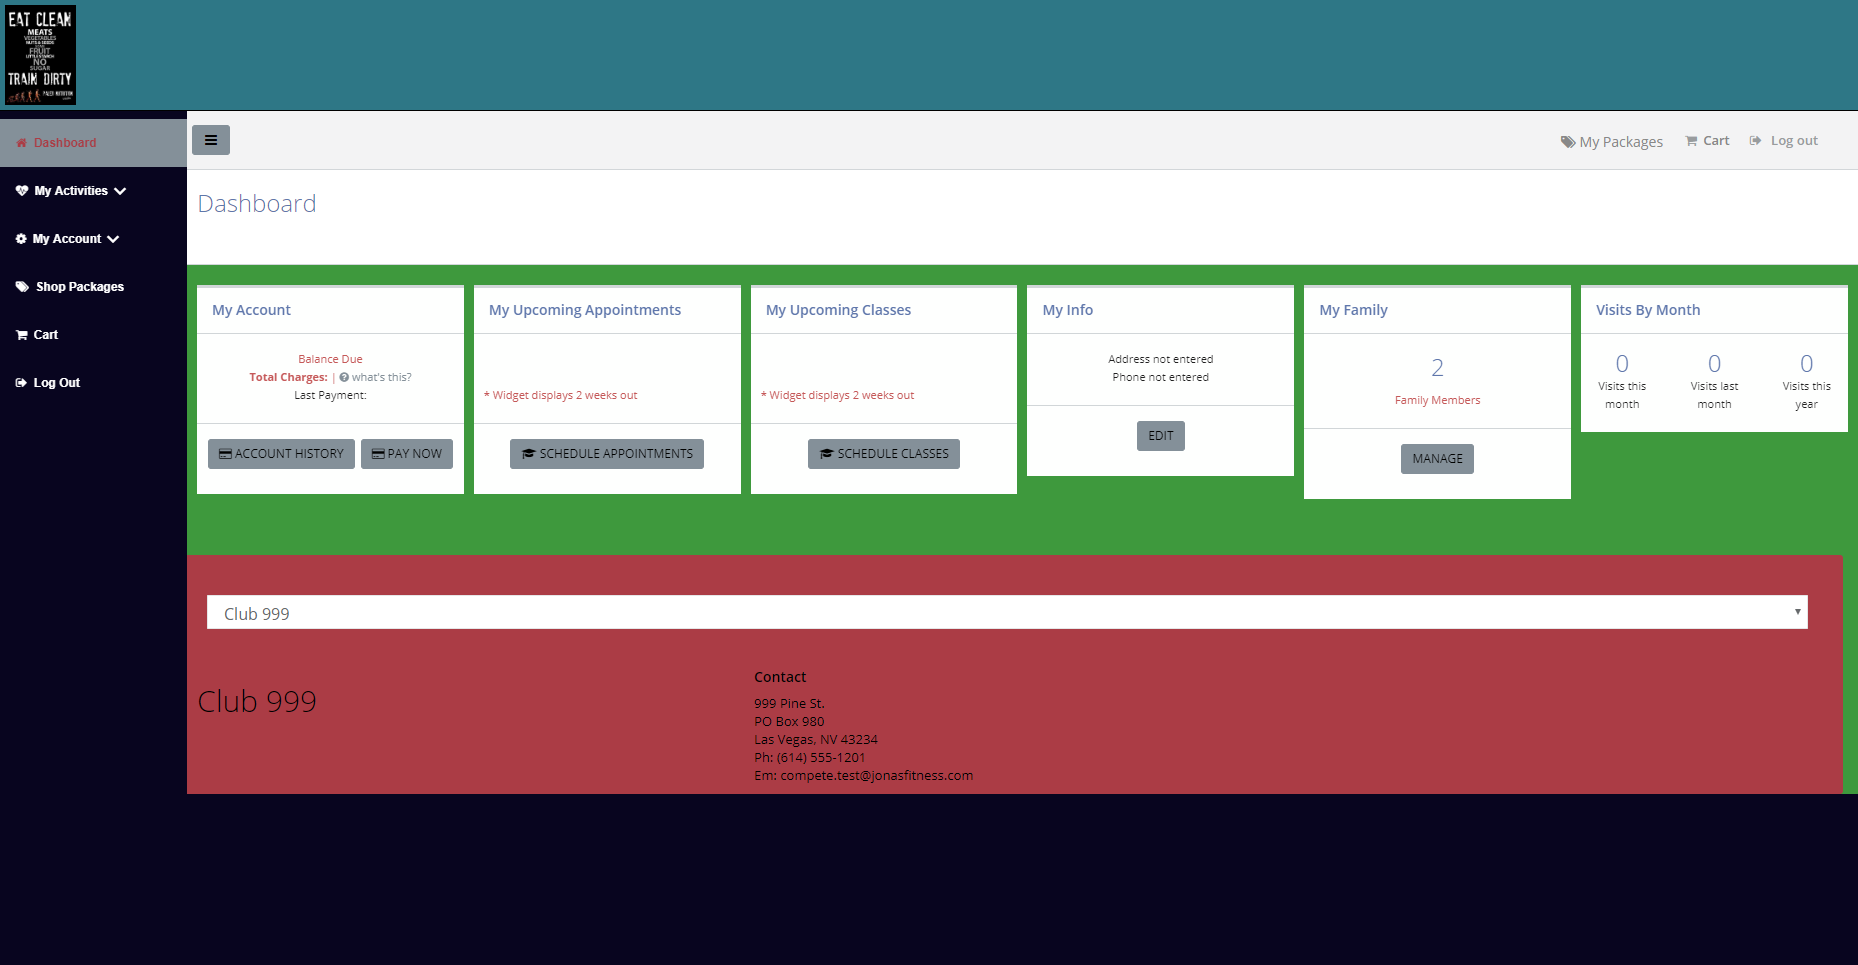 EAT CLEAN
MEATS
VEGETABLES
NUTS & SEEDS
FRUIT
LITTLE STARCH
NO
SUGAR
TRAIN DIRTY
Dashboard
My Activities
My Account
Shop Packages
Cart
Log Out
My Packages
Cart
Log out
Dashboard
My Account
Balance Due
Total Charges: | what's this?
Last Payment:
ACCOUNT HISTORY
PAY NOW
My Upcoming Appointments
* Widget displays 2 weeks out
SCHEDULE APPOINTMENTS
My Upcoming Classes
* Widget displays 2 weeks out
SCHEDULE CLASSES
My Info
Address not entered
Phone not entered
EDIT
My Family
2
Family Members
MANAGE
Visits By Month
0
Visits this
month
0
Visits last
month
0
Visits this
year
Club 999
Club 999
Contact
999 Pine St.
PO Box 980
Las Vegas, NV 43234
Ph: (614) 555-1201
Em: compete.test@jonasfitness.com